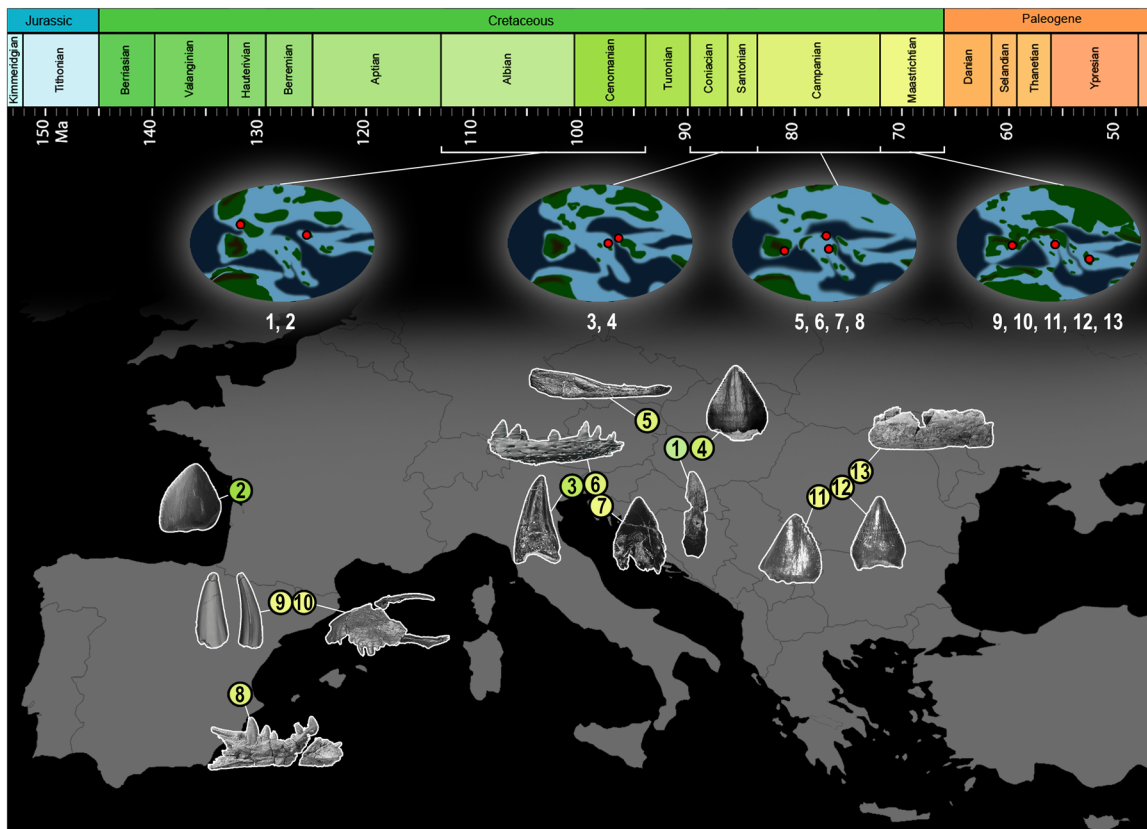 Jurassic
Cretaceous
Paleogene
Kimmeridgian
Tithonian
Berriasian
Valanginian
Hauterivian
Berremian
Aptian
Albian
Cenomanian
Turonian
Coniacian
Santonian
Campanian
Maastrichtian
Danian
Selandian
Thanetian
Ypresian
150
Ma
140
130
120
110
100
90
80
70
60
50
1, 2
3, 4
5, 6, 7, 8
9, 10, 11, 12, 13
5
1
4
13
12
11
2
3
6
7
9
10
8